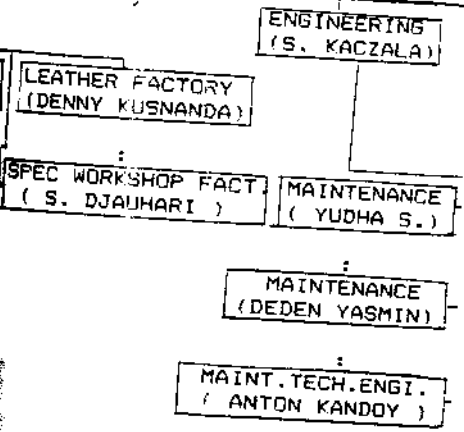 ENGINEERING
(S. KACZALA)
LEATHER FACTORY
(DENNY KUSNANDA)
SPEC WORKSHOP FACT.
( S. DJAUHARI )
MAINTENANCE
( YUDHA S.)
MAINTENANCE
(DEDEN YASMIN)
MAINT.TECH.ENGI.
( ANTON KANDOY )